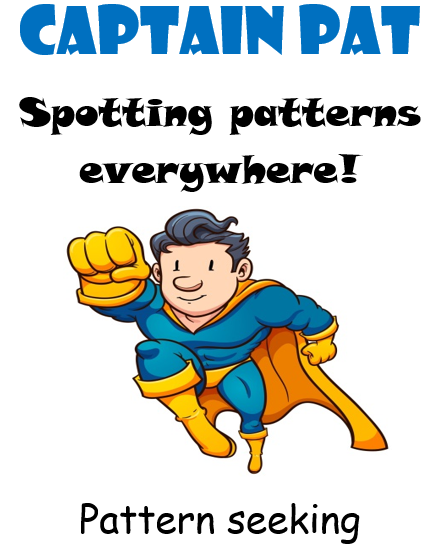 CAPTAIN PAT
Spotting patterns
everywhere!
Pattern seeking